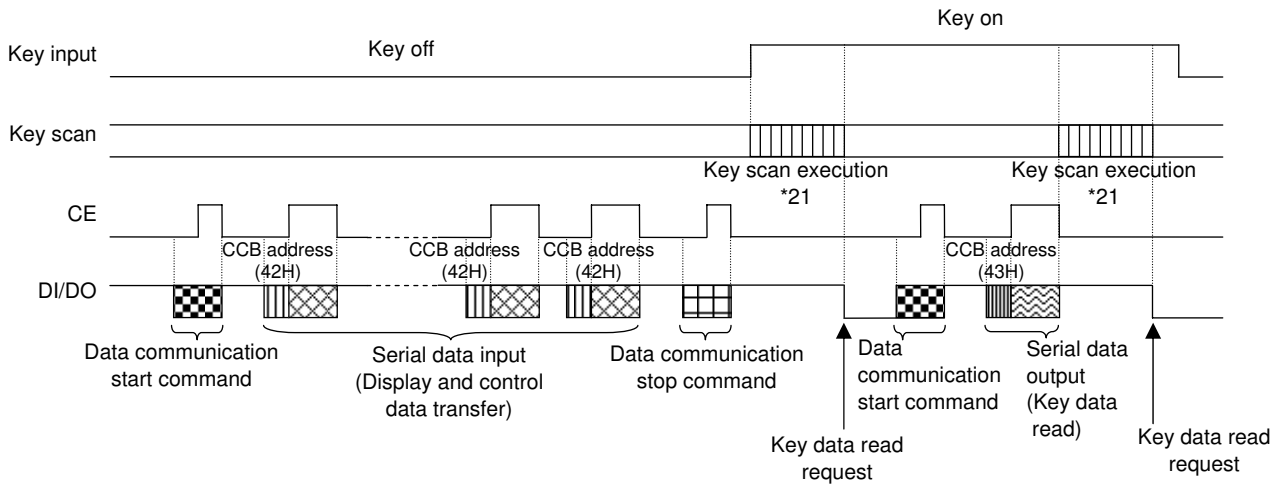 Key on
Key off
Key input
Key scan
Key scan execution
*21
Key scan execution
*21
CE
CCB address
(42H)
CCB address
(42H)
CCB address
(42H)
CCB address
(43H)
DI/DO
Data communication
start command
Serial data input
(Display and control
data transfer)
Data communication
stop command
Data
communication
start command
Serial data
output
(Key data
read)
Key data read
request
Key data read
request